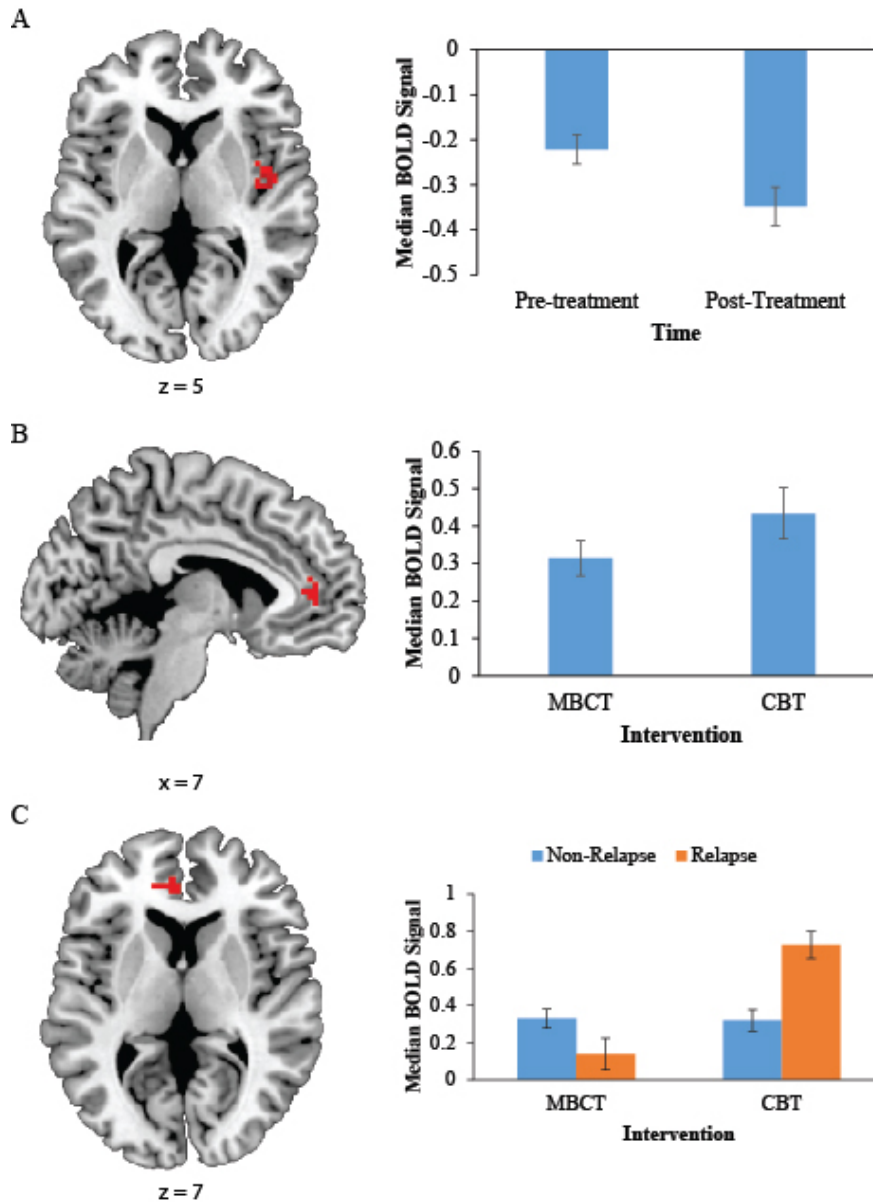 A
z = 5
Median BOLD Signal
0
-0.1
-0.2
-0.3
-0.4
-0.5
Pre-treatment Post-Treatment
Time
B
x = 7
Median BOLD Signal
0.6
0.5
0.4
0.3
0.2
0.1
0
MBCT CBT
Intervention
C
z = 7
Non-Relapse Relapse
Median BOLD Signal
1
0.8
0.6
0.4
0.2
0
MBCT CBT
Intervention